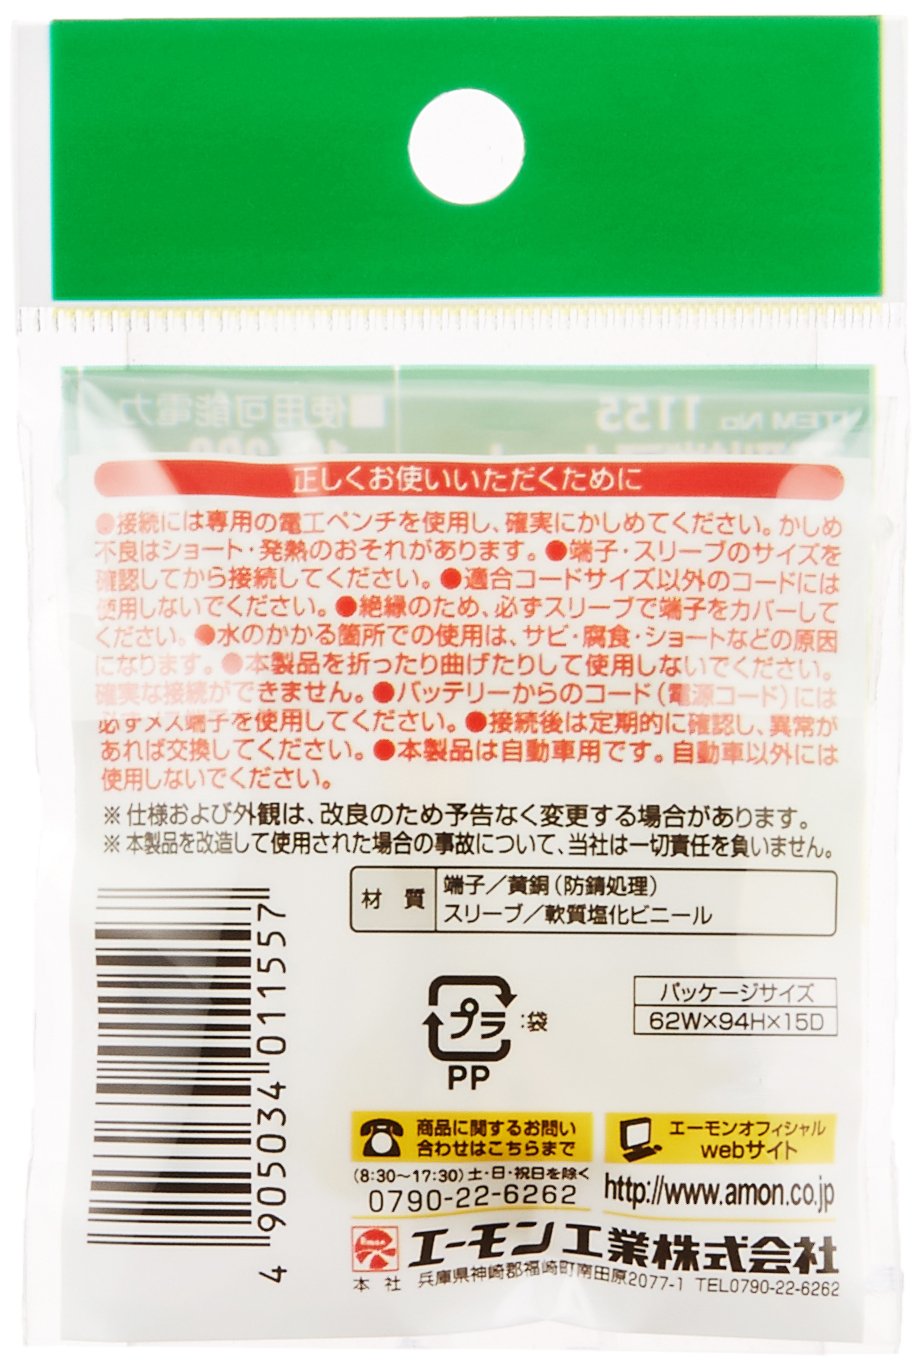 ITEM No. 1155
■使用可能電力
正しくお使いいただくために
●接続には専用の電工ペンチを使用し、確実にかしめてください。かしめ
不良はショート・発熱のおそれがあります。●端子・スリーブのサイズを
確認してから接続してください。●適合コードサイズ以外のコードには
使用しないでください。●絶縁のため、必ずスリーブで端子をカバーして
ください。●水のかかる箇所での使用は、サビ・腐食・ショートなどの原因
になります。●本製品を折ったり曲げたりして使用しないでください。
確実な接続ができません。●バッテリーからのコード(電源コード)には
必ずメス端子を使用してください。●接続後は定期的に確認し、異常が
あれば交換してください。●本製品は自動車用です。自動車以外には
使用しないでください。
※仕様および外観は、改良のため予告なく変更する場合があります。
※本製品を改造して使用された場合の事故について、当社は一切責任を負いません。
材 質
端子／黄銅(防錆処理)
スリーブ／軟質塩化ビニール
4 905034 011557
プラ :袋
PP
パッケージサイズ
62W×94H×15D
商品に関するお問い
合わせはこちらまで
(8:30〜17:30)土・日・祝日を除く
0790-22-6262
エーモンオフィシャル
webサイト
http://www.amon.co.jp
エーモン工業株式会社
本 社 兵庫県神崎郡福崎町南田原2077-1 TEL0790-22-6262